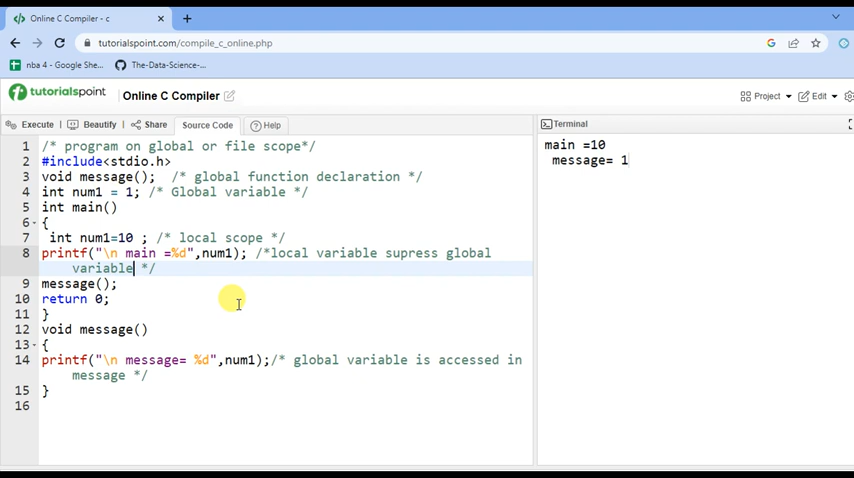 Online C Compiler - c
tutorialspoint.com/compile_c_online.php
nba 4 - Google She...
The-Data-Science-...
tutorialspoint
Online C Compiler
Project
Edit
Execute | Beautify | Share
Source Code
Help
Terminal
1 /* program on global or file scope*/
2 #include<stdio.h>
3 void message();  /* global function declaration */
4 int num1 = 1; /* Global variable */
5 int main()
6 {
7  int num1=10 ; /* local scope */
8 printf("\n main =%d",num1); /*local variable supress global
variable */
9 message();
10 return 0;
11 }
12 void message()
13 {
14 printf("\n message= %d",num1);/* global variable is accessed in
message */
15 }
16
main =10
message= 1